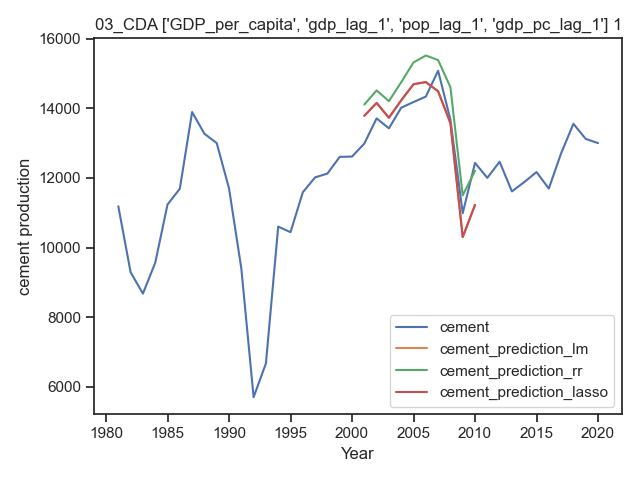 03_CDA ['GDP_per_capita', 'gdp_lag_1', 'pop_lag_1', 'gdp_pc_lag_1'] 1
16000
14000
12000
10000
8000
6000
cement production
cement
cement_prediction_lm
cement_prediction_rr
cement_prediction_lasso
1980 1985 1990 1995 2000 2005 2010 2015 2020
Year